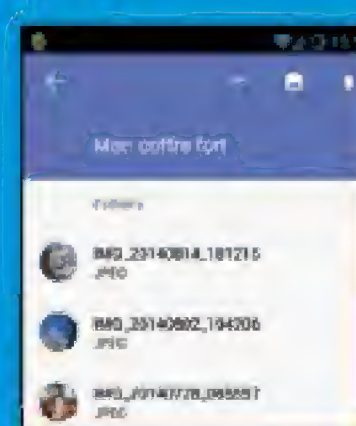 Mon coffre fort
Fichiers
IMG_20140814_181215
JPEG
IMG_20140802_194206
JPEG
JPEG